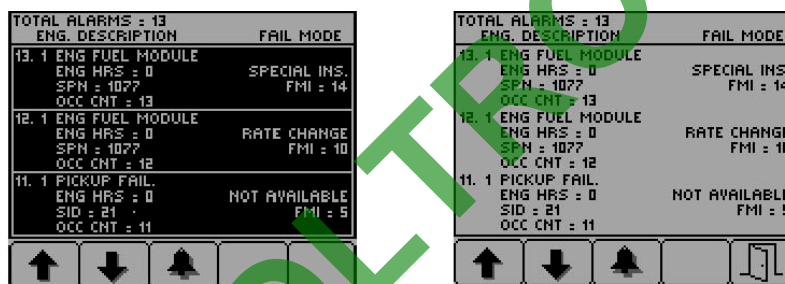 TOTAL ALARMS : 13
ENG. DESCRIPTION FAIL MODE
13. 1 ENG FUEL MODULE
ENG HRS : 0 SPECIAL INS.
SPN : 1077 FMI : 14
OCC CNT : 13
12. 1 ENG FUEL MODULE
ENG HRS : 0 RATE CHANGE
SPN : 1077 FMI : 10
OCC CNT : 12
11. 1 PICKUP FAIL.
ENG HRS : 0 NOT AVAILABLE
SID : 21 FMI : 5
OCC CNT : 11
TOTAL ALARMS : 13
ENG. DESCRIPTION FAIL MODE
13. 1 ENG FUEL MODULE
ENG HRS : 0 SPECIAL INS
SPN : 1077 FMI : 14
OCC CNT : 13
12. 1 ENG FUEL MODULE
ENG HRS : 0 RATE CHANGE
SPN : 1077 FMI :
OCC CNT : 12
11. 1 PICKUP FAIL.
ENG HRS : 0 NOT AVAILABLE
SID : 21 FMI : 5
OCC CNT : 11